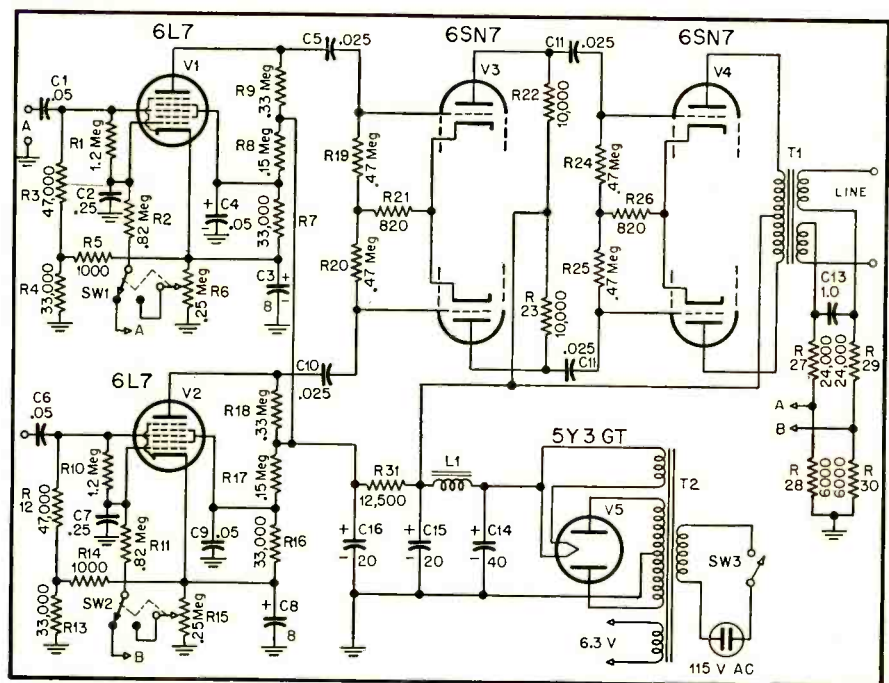 6L7
V1
C1
.05
A
R1
1.2 Meg
R3
47,000
C2
.25
R2
.82 Meg
R5
1000
R4
33,000
SW1
A
R6
.25 Meg
C4
.05
R9
.33 Meg
R8
.15 Meg
R7
33,000
C3
8
C5
.025
6SN7
V3
R19
.47 Meg
R21
820
R20
.47 Meg
R22
10,000
R
23
10,000
C11
.025
.025
C11
6SN7
V4
R24
.47 Meg
R26
820
R25
.47 Meg
T1
LINE
C13
1.0
R
27
24,000
24,000
R
29
A
B
R
28
6000
6000
R
30
6L7
V2
C6
.05
R10
1.2 Meg
R
12
47,000
C7
.25
R11
.82 Meg
R14
1000
33,000
R13
SW2
B
R15
.25 Meg
C9
.05
R18
.33 Meg
R17
.15 Meg
R16
33,000
C8
8
C10
.025
R31
12,500
L1
C16
20
C15
20
C14
40
5Y3 GT
V5
T2
6.3 V
SW3
115 V AC